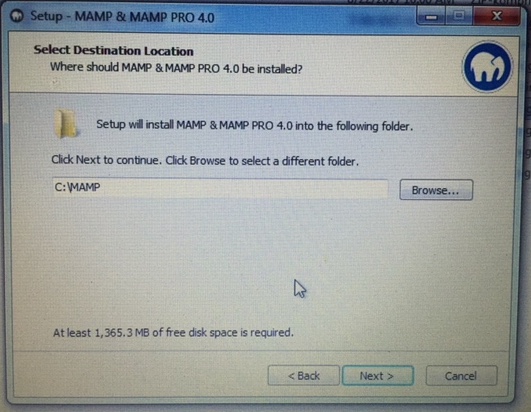 Setup - MAMP & MAMP PRO 4.0
Select Destination Location
Where should MAMP & MAMP PRO 4.0 be installed?
Setup will install MAMP & MAMP PRO 4.0 into the following folder.
Click Next to continue. Click Browse to select a different folder.
C:\MAMP
Browse...
At least 1,365.3 MB of free disk space is required.
< Back
Next >
Cancel